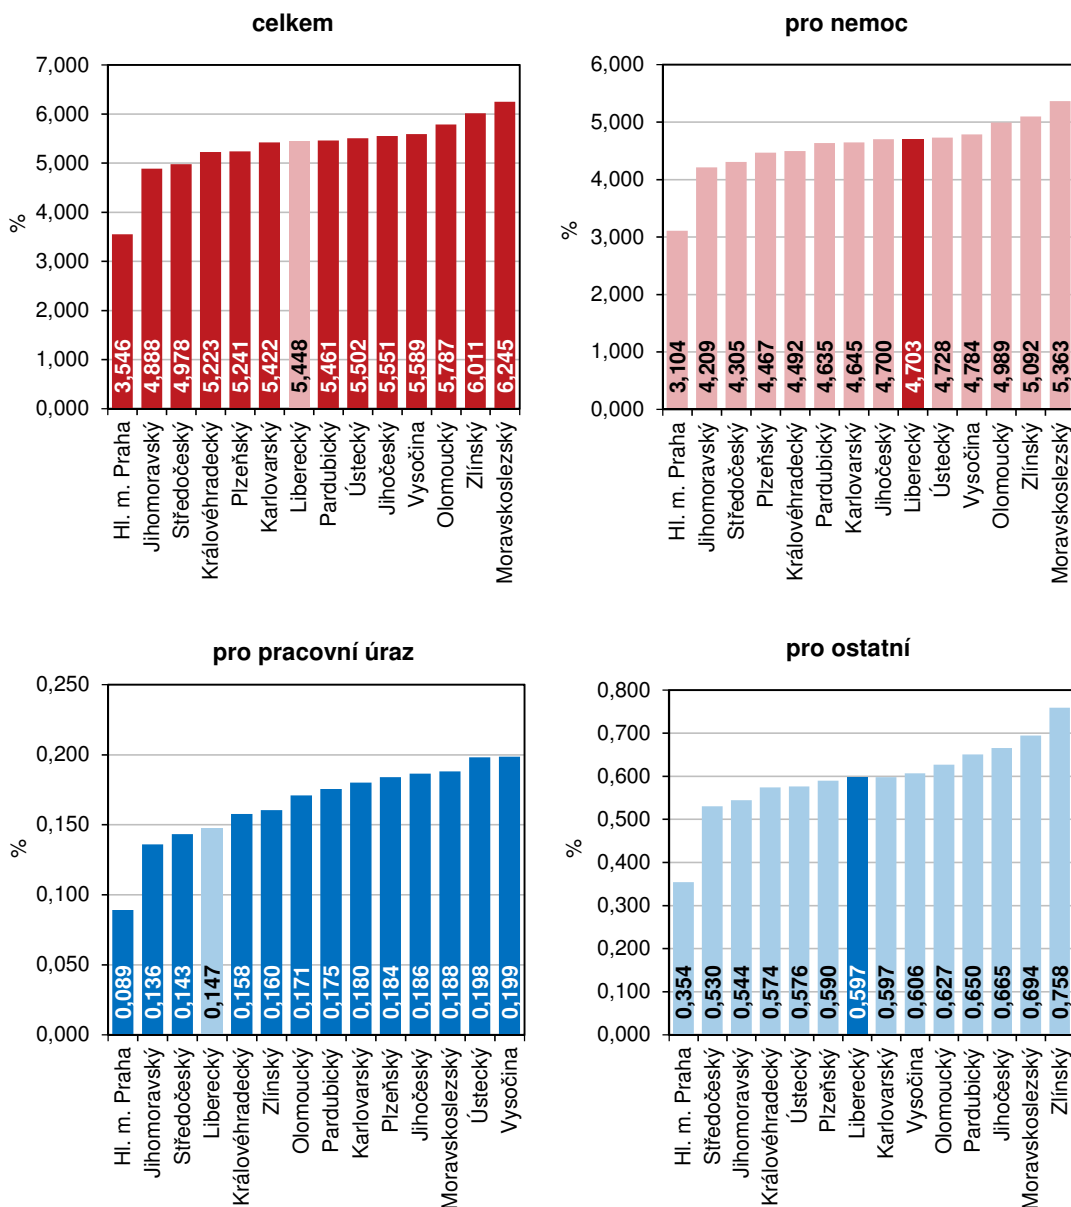 celkem
7,000
6,000
5,000
4,000
3,000
2,000
1,000
0,000
%
3,546
4,888
4,978
5,223
5,241
5,422
5,448
5,461
5,502
5,551
5,589
5,787
6,011
6,245
Hl. m. Praha
Jihomoravský
Středočeský
Královéhradecký
Plzeňský
Karlovarský
Liberecký
Pardubický
Ústecký
Jihočeský
Vysočina
Olomoucký
Zlínský
Moravskoslezský
pro nemoc
6,000
5,000
4,000
3,000
2,000
1,000
0,000
%
3,104
4,209
4,305
4,467
4,492
4,635
4,645
4,700
4,703
4,728
4,784
4,989
5,092
5,363
Hl. m. Praha
Jihomoravský
Středočeský
Plzeňský
Královéhradecký
Pardubický
Karlovarský
Jihočeský
Liberecký
Ústecký
Vysočina
Olomoucký
Zlínský
Moravskoslezský
pro pracovní úraz
0,250
0,200
0,150
0,100
0,050
0,000
%
0,089
0,136
0,143
0,147
0,158
0,160
0,171
0,175
0,180
0,184
0,186
0,188
0,198
0,199
Hl. m. Praha
Jihomoravský
Středočeský
Liberecký
Královéhradecký
Zlínský
Olomoucký
Pardubický
Karlovarský
Plzeňský
Jihočeský
Moravskoslezský
Ústecký
Vysočina
pro ostatní
0,800
0,700
0,600
0,500
0,400
0,300
0,200
0,100
0,000
%
0,354
0,530
0,544
0,574
0,576
0,590
0,597
0,597
0,606
0,627
0,650
0,665
0,694
0,758
Hl. m. Praha
Středočeský
Jihomoravský
Královéhradecký
Ústecký
Plzeňský
Liberecký
Karlovarský
Vysočina
Olomoucký
Pardubický
Jihočeský
Moravskoslezský
Zlínský